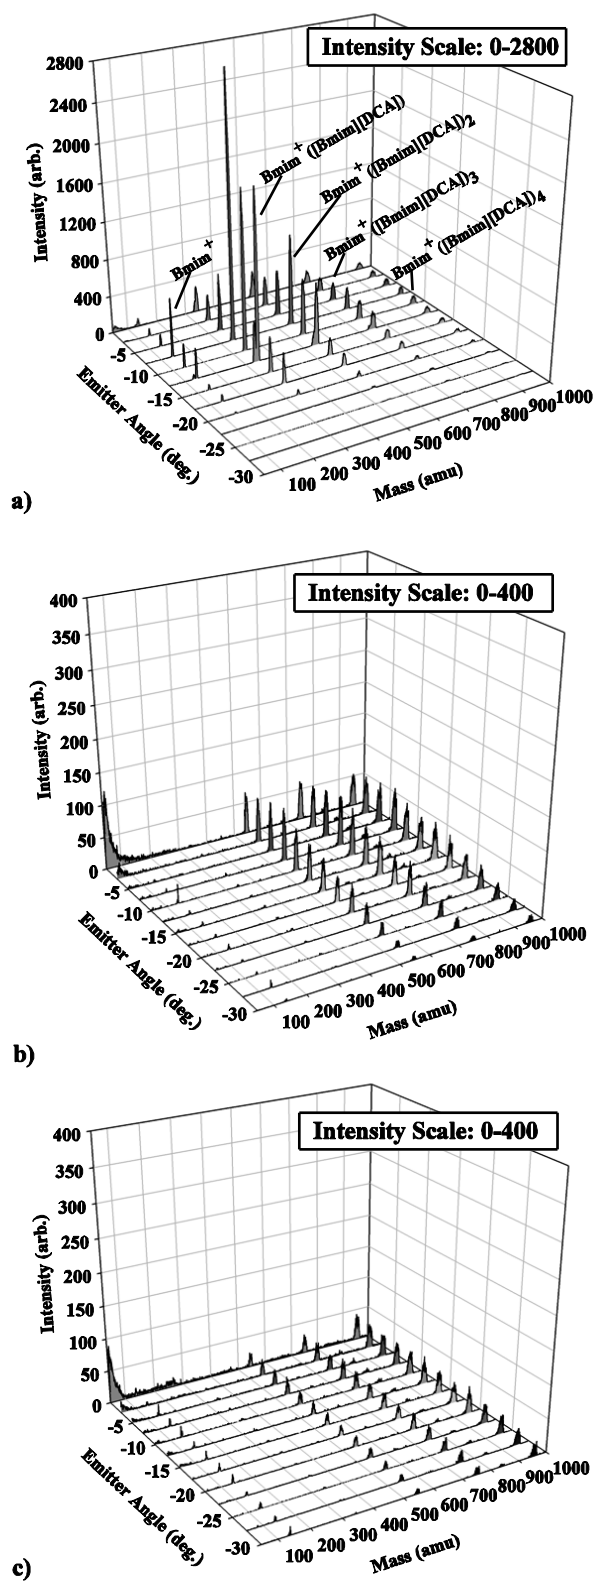 Intensity Scale: 0-2800
2800
2400
2000
1600
1200
800
400
0
Intensity (arb.)
Bmim+
Bmim+([Bmim][DCA])
Bmim+([Bmim][DCA])2
Bmim+([Bmim][DCA])3
Bmim+([Bmim][DCA])4
-5
-10
-15
-20
-25
-30
Emitter Angle (deg.)
100 200 300 400 500 600 700 800 900 1000
Mass (amu)
a)
Intensity Scale: 0-400
400
350
300
250
200
150
100
50
0
Intensity (arb.)
-5
-10
-15
-20
-25
-30
Emitter Angle (deg.)
100 200 300 400 500 600 700 800 900 1000
Mass (amu)
b)
Intensity Scale: 0-400
400
350
300
250
200
150
100
50
0
Intensity (arb.)
-5
-10
-15
-20
-25
-30
Emitter Angle (deg.)
100 200 300 400 500 600 700 800 900 1000
Mass (amu)
c)